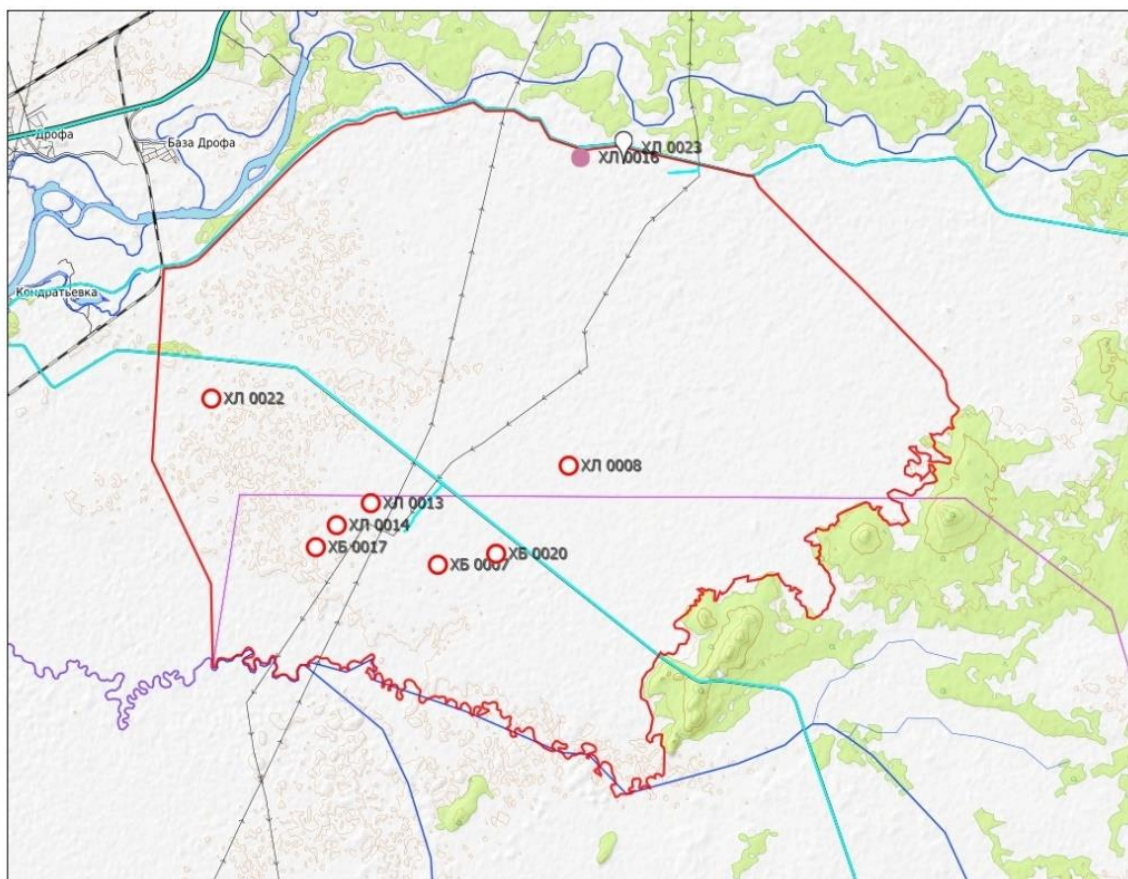 Дрофа
База Дрофа
ХЛ 0023
ХЛ 0016
Кондратьевка
ХЛ 0022
ХЛ 0008
ХЛ 0013
ХЛ 0014
ХБ 0017
ХБ 0020
ХБ 0007